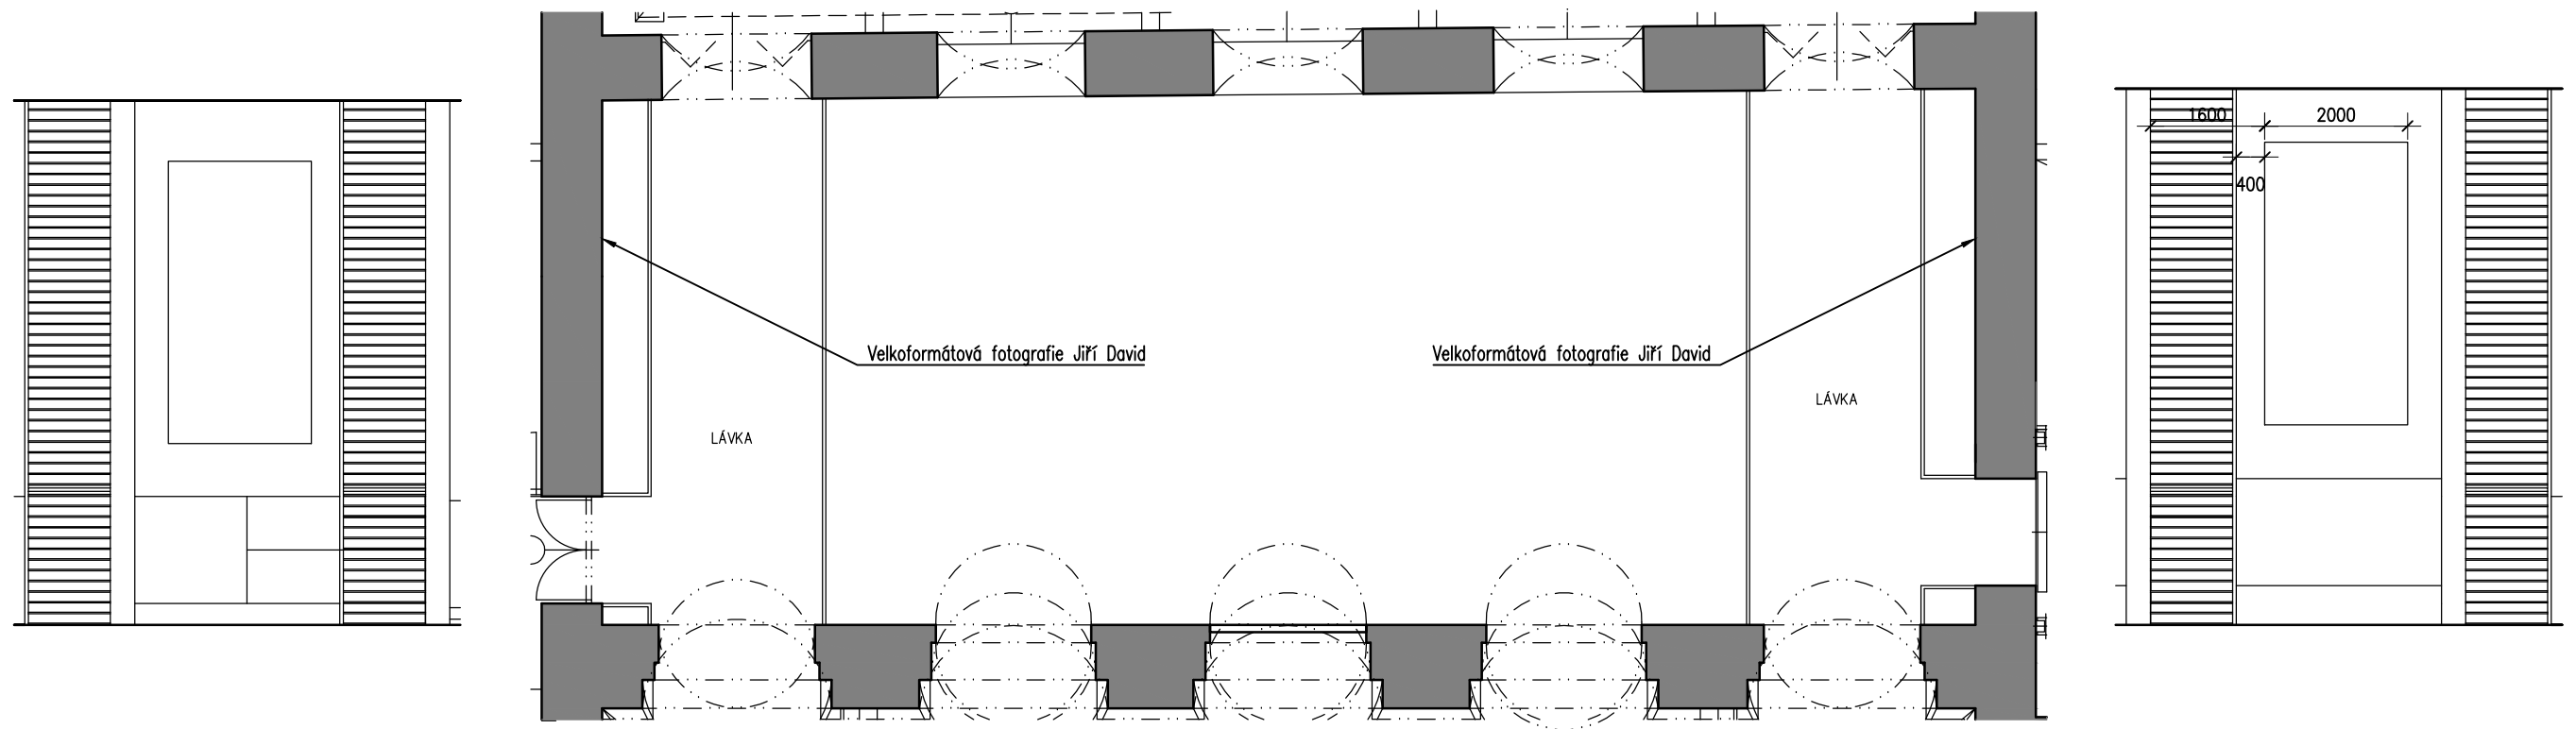 1600
2000
400
Velkoformátová fotografie Jiří David
Velkoformátová fotografie Jiří David
LÁVKA
LÁVKA